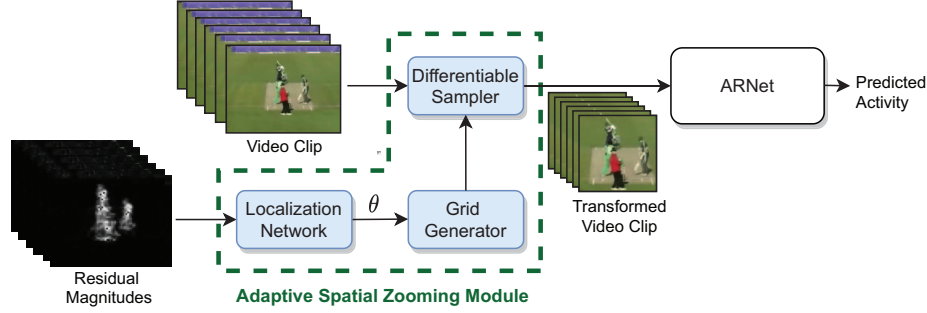 Differentiable
Sampler
ARNet
Predicted
Activity
Video Clip
Localization
Network
θ
Grid
Generator
Transformed
Video Clip
Residual
Magnitudes
Adaptive Spatial Zooming Module